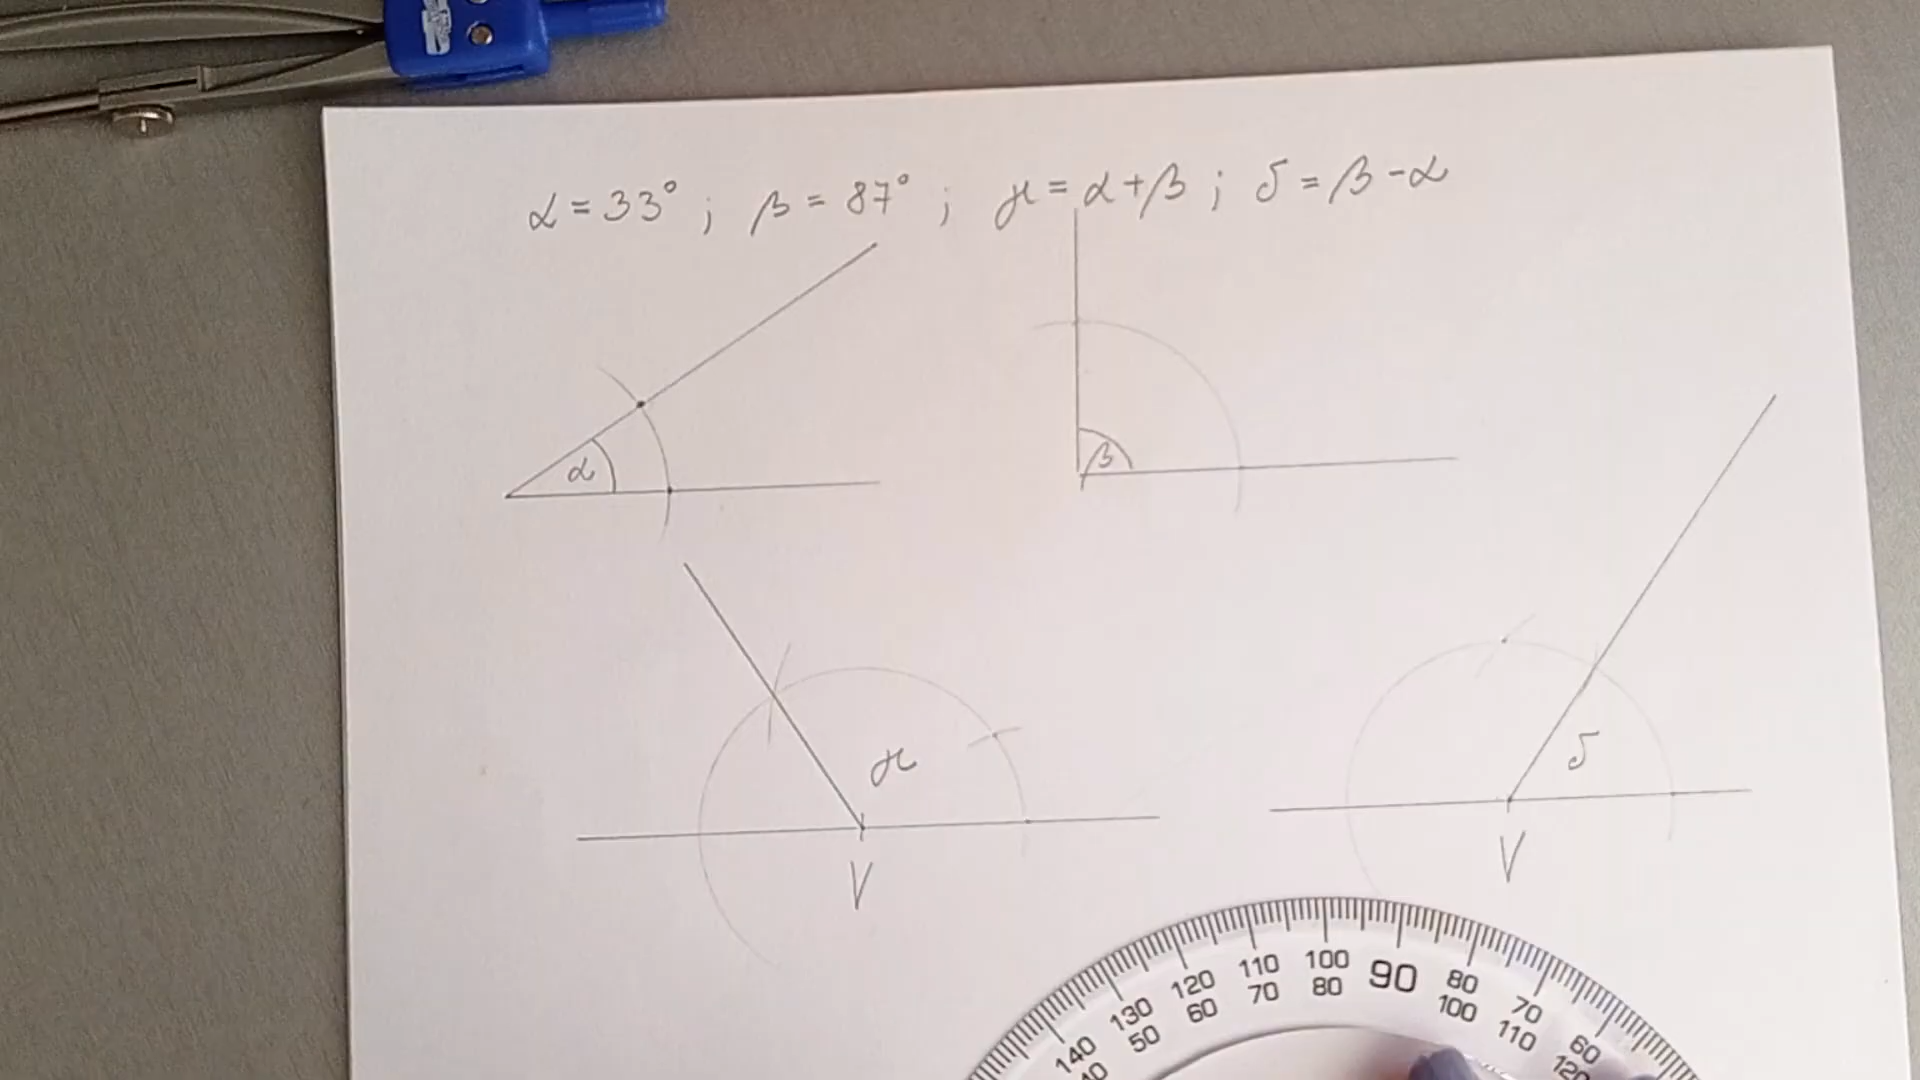 α = 33° ; β = 87° ; γ = α + β ; δ = β - α
α
β
γ
δ
V
V
120 110 100 90 80 70 60
140 130 60 70 80 100 110 120
50